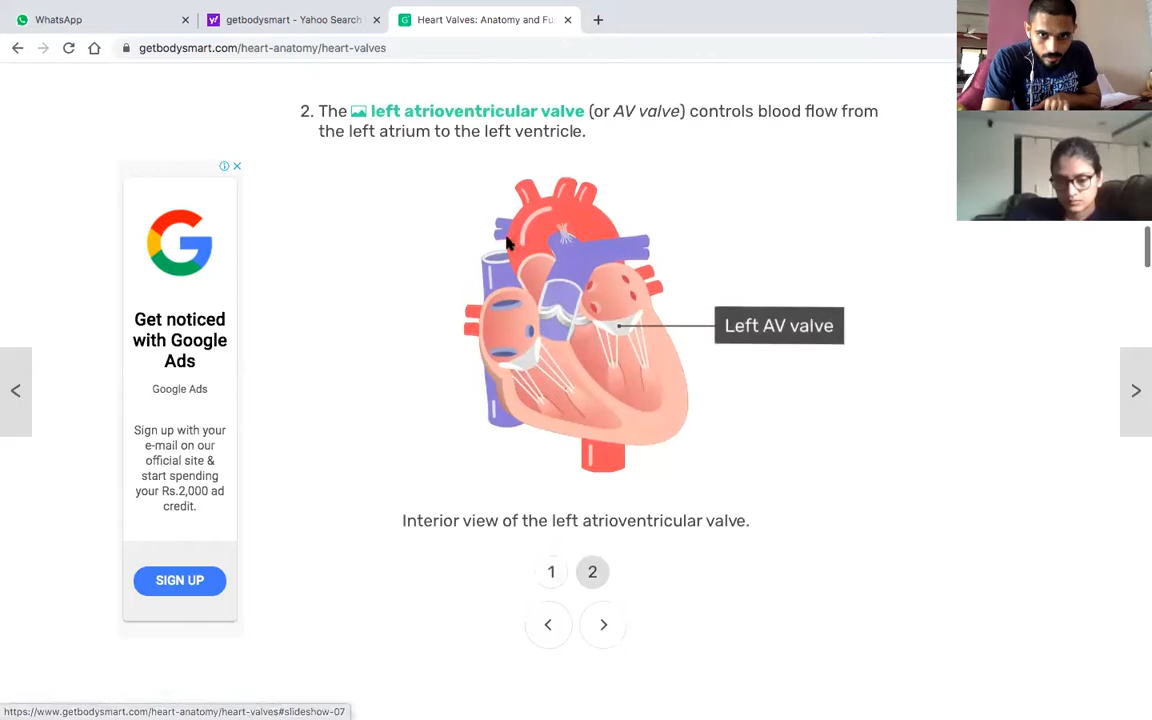 WhatsApp
getbodysmart - Yahoo Search
Heart Valves: Anatomy and Fu
getbodysmart.com/heart-anatomy/heart-valves
2. The left atrioventricular valve (or AV valve) controls blood flow from
the left atrium to the left ventricle.
Get noticed
with Google
Ads
Google Ads
Sign up with your
e-mail on our
official site &
start spending
your Rs.2,000 ad
credit.
SIGN UP
Left AV valve
Interior view of the left atrioventricular valve.
1 2
https://www.getbodysmart.com/heart-anatomy/heart-valves#slideshow-07